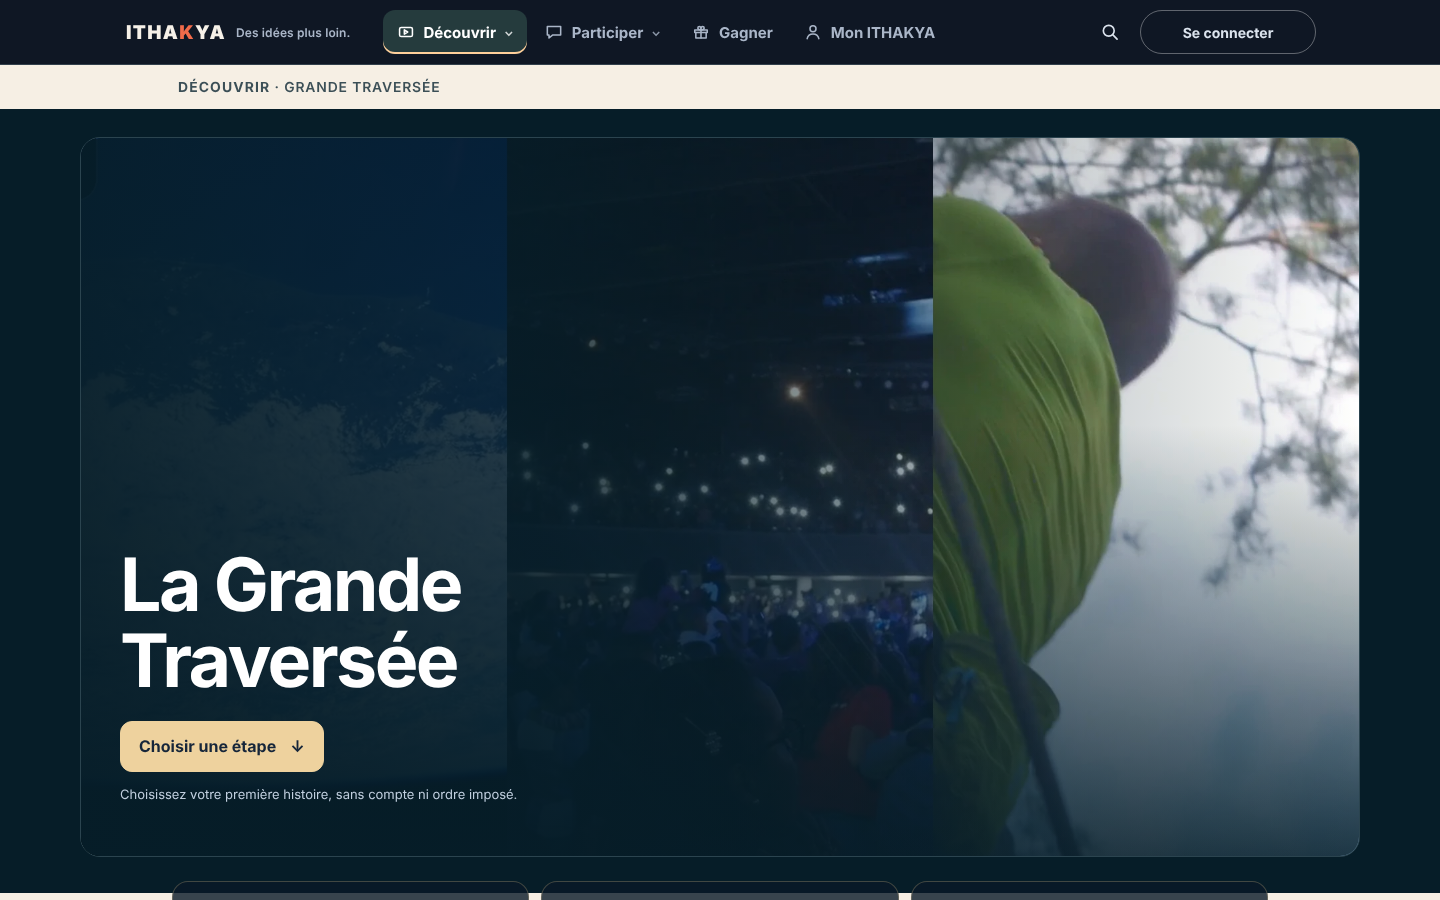 ITHAKYA Des idées plus loin. Découvrir Participer Gagner Mon ITHAKYA Se connecter
DÉCOUVRIR · GRANDE TRAVERSÉE
La Grande
Traversée
Choisir une étape ↓
Choisissez votre première histoire, sans compte ni ordre imposé.